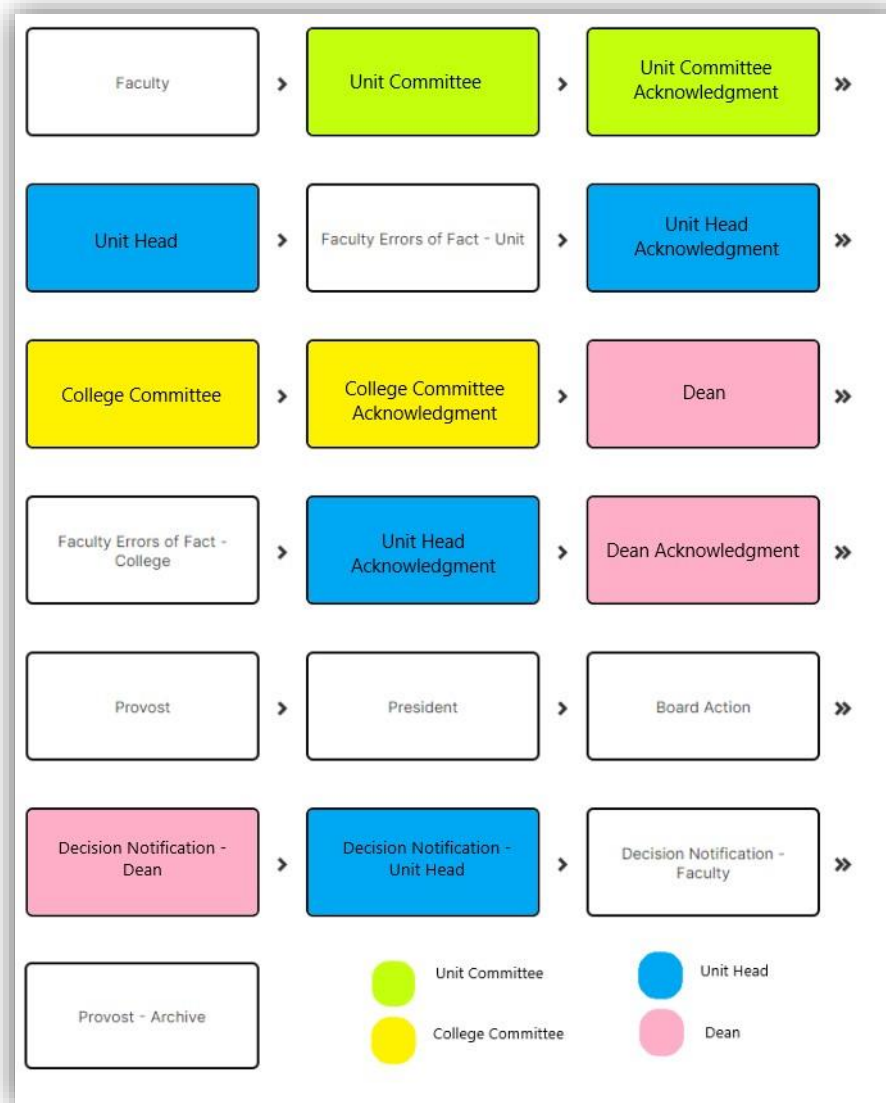 Faculty
Unit Committee
Unit Committee
Acknowledgment
Unit Head
Faculty Errors of Fact - Unit
Unit Head
Acknowledgment
College Committee
College Committee
Acknowledgment
Dean
Faculty Errors of Fact -
College
Unit Head
Acknowledgment
Dean Acknowledgment
Provost
President
Board Action
Decision Notification -
Dean
Decision Notification -
Unit Head
Decision Notification -
Faculty
Provost - Archive
Unit Committee
Unit Head
College Committee
Dean